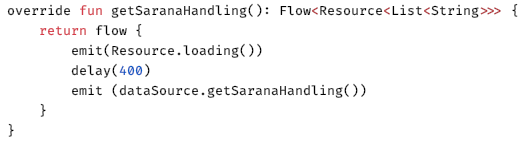 override fun getSaranaHandling(): Flow<Resource<List<String>>> {
    return flow {
        emit(Resource.loading())
        delay(400)
        emit (dataSource.getSaranaHandling())
    }
}